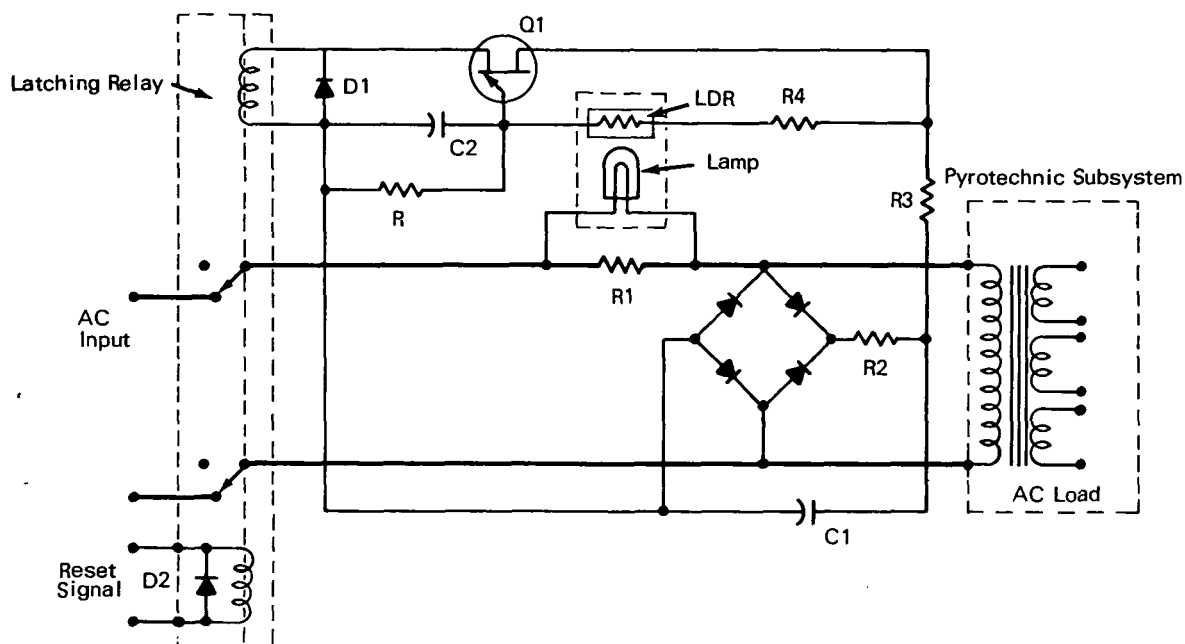 Q1
Latching Relay
D1
LDR
R4
C2
Lamp
Pyrotechnic Subsystem
R
R3
R1
AC
Input
R2
AC Load
C1
Reset
Signal
D2